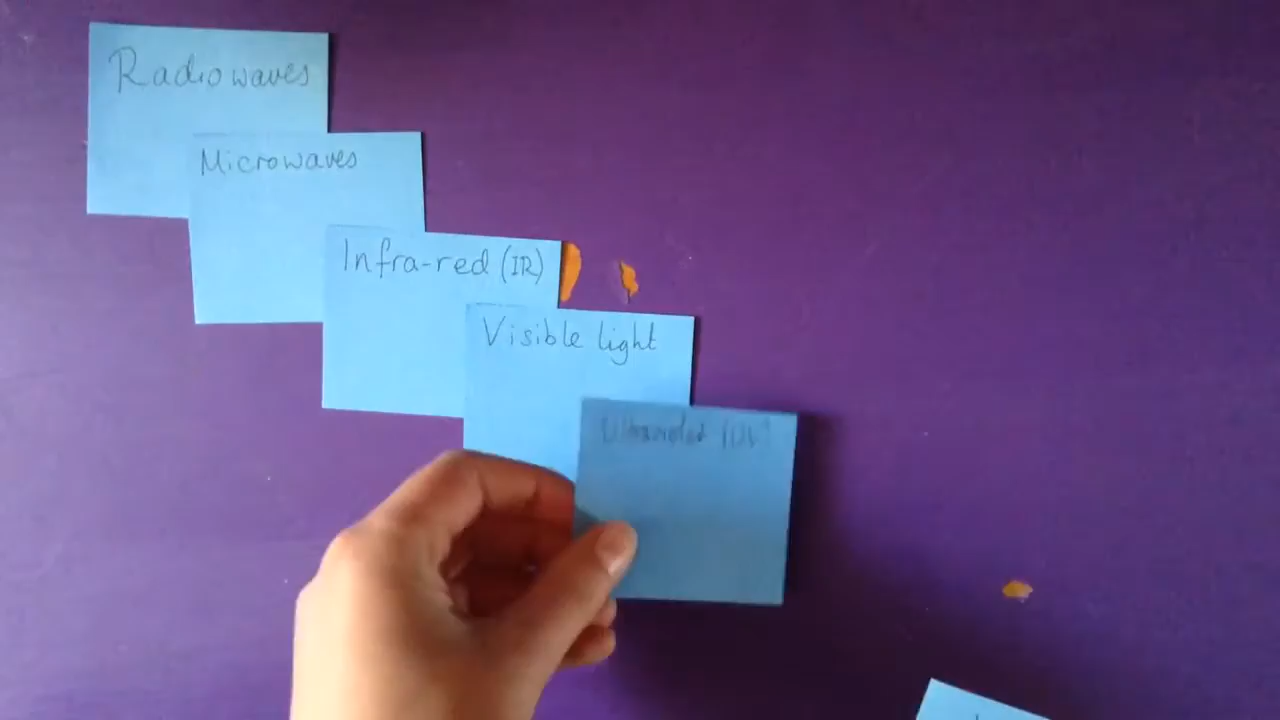 Radiowaves
Microwaves
Infra-red (IR)
Visible light
Ultraviolet (UV)